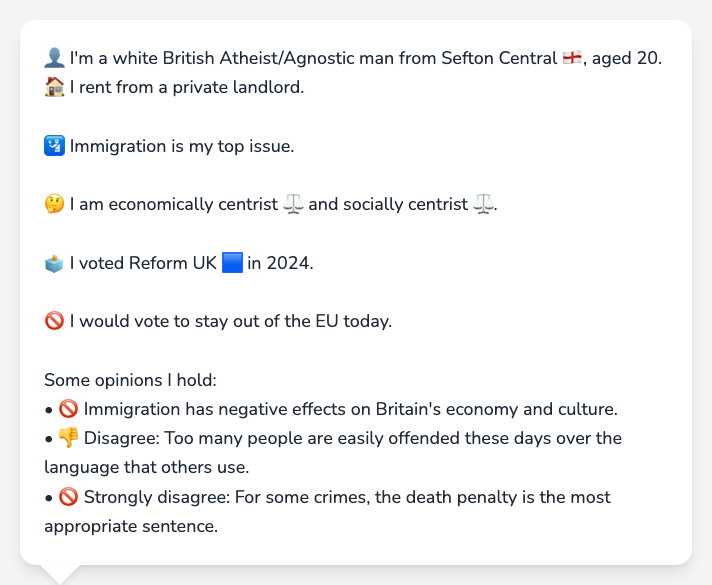 👤 I'm a white British Atheist/Agnostic man from Sefton Central 🏴󠁧󠁢󠁥󠁮󠁧󠁿, aged 20.
🏠 I rent from a private landlord.
🛂 Immigration is my top issue.
🤔 I am economically centrist ⚖️ and socially centrist ⚖️.
🗳️ I voted Reform UK 🟦 in 2024.
🚫 I would vote to stay out of the EU today.
Some opinions I hold:
• 🚫 Immigration has negative effects on Britain's economy and culture.
• 👎 Disagree: Too many people are easily offended these days over the
language that others use.
• 🚫 Strongly disagree: For some crimes, the death penalty is the most
appropriate sentence.